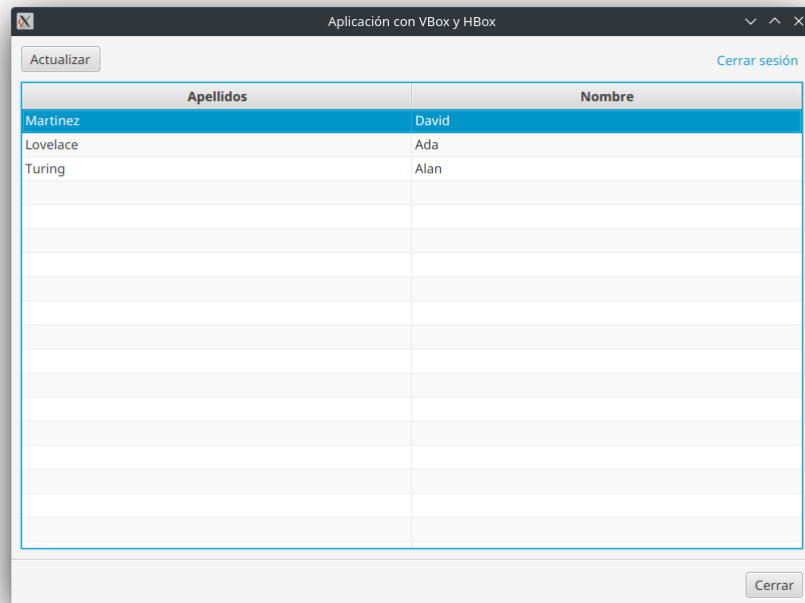 Aplicación con VBox y HBox
Actualizar Cerrar sesión
Apellidos Nombre
Martinez David
Lovelace Ada
Turing Alan
Cerrar